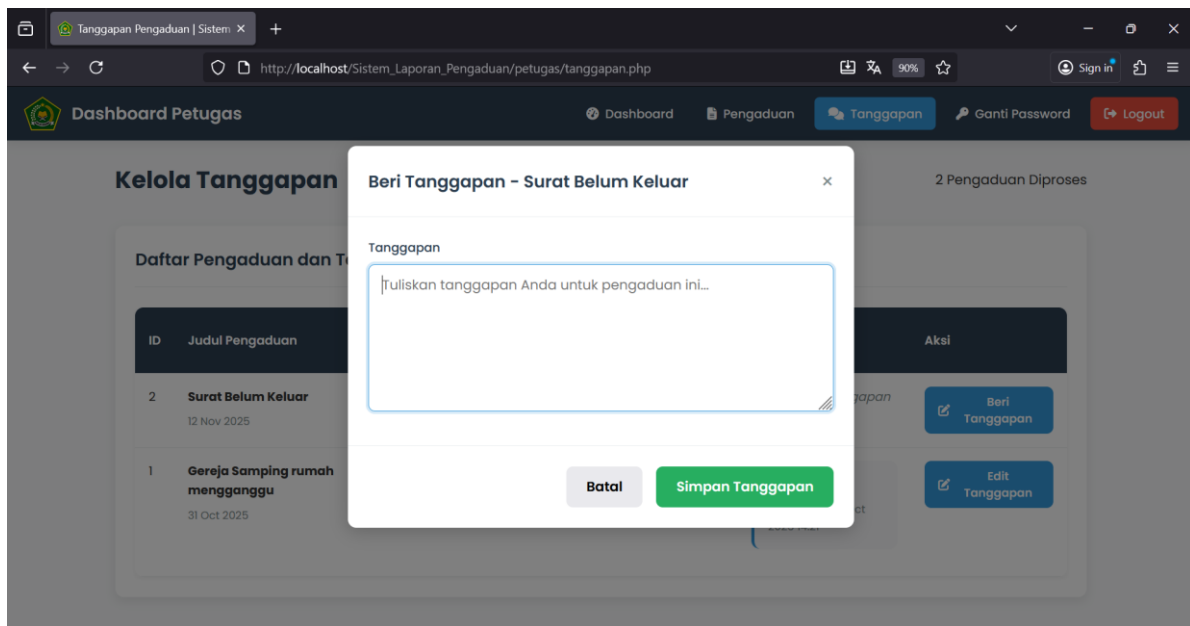 Tanggapan Pengaduan | Sistem
http://localhost/Sistem_Laporan_Pengaduan/petugas/tanggapan.php
90%
Sign in
Dashboard Petugas
Dashboard
Pengaduan
Tanggapan
Ganti Password
Logout
Kelola Tanggapan
2 Pengaduan Diproses
Beri Tanggapan - Surat Belum Keluar
Tanggapan
Tuliskan tanggapan Anda untuk pengaduan ini...
Batal
Simpan Tanggapan
Daftar Pengaduan dan
ID
Judul Pengaduan
Aksi
2
Surat Belum Keluar
12 Nov 2025
Beri
Tanggapan
1
Gereja Samping rumah
mengganggu
31 Oct 2025
Edit
Tanggapan